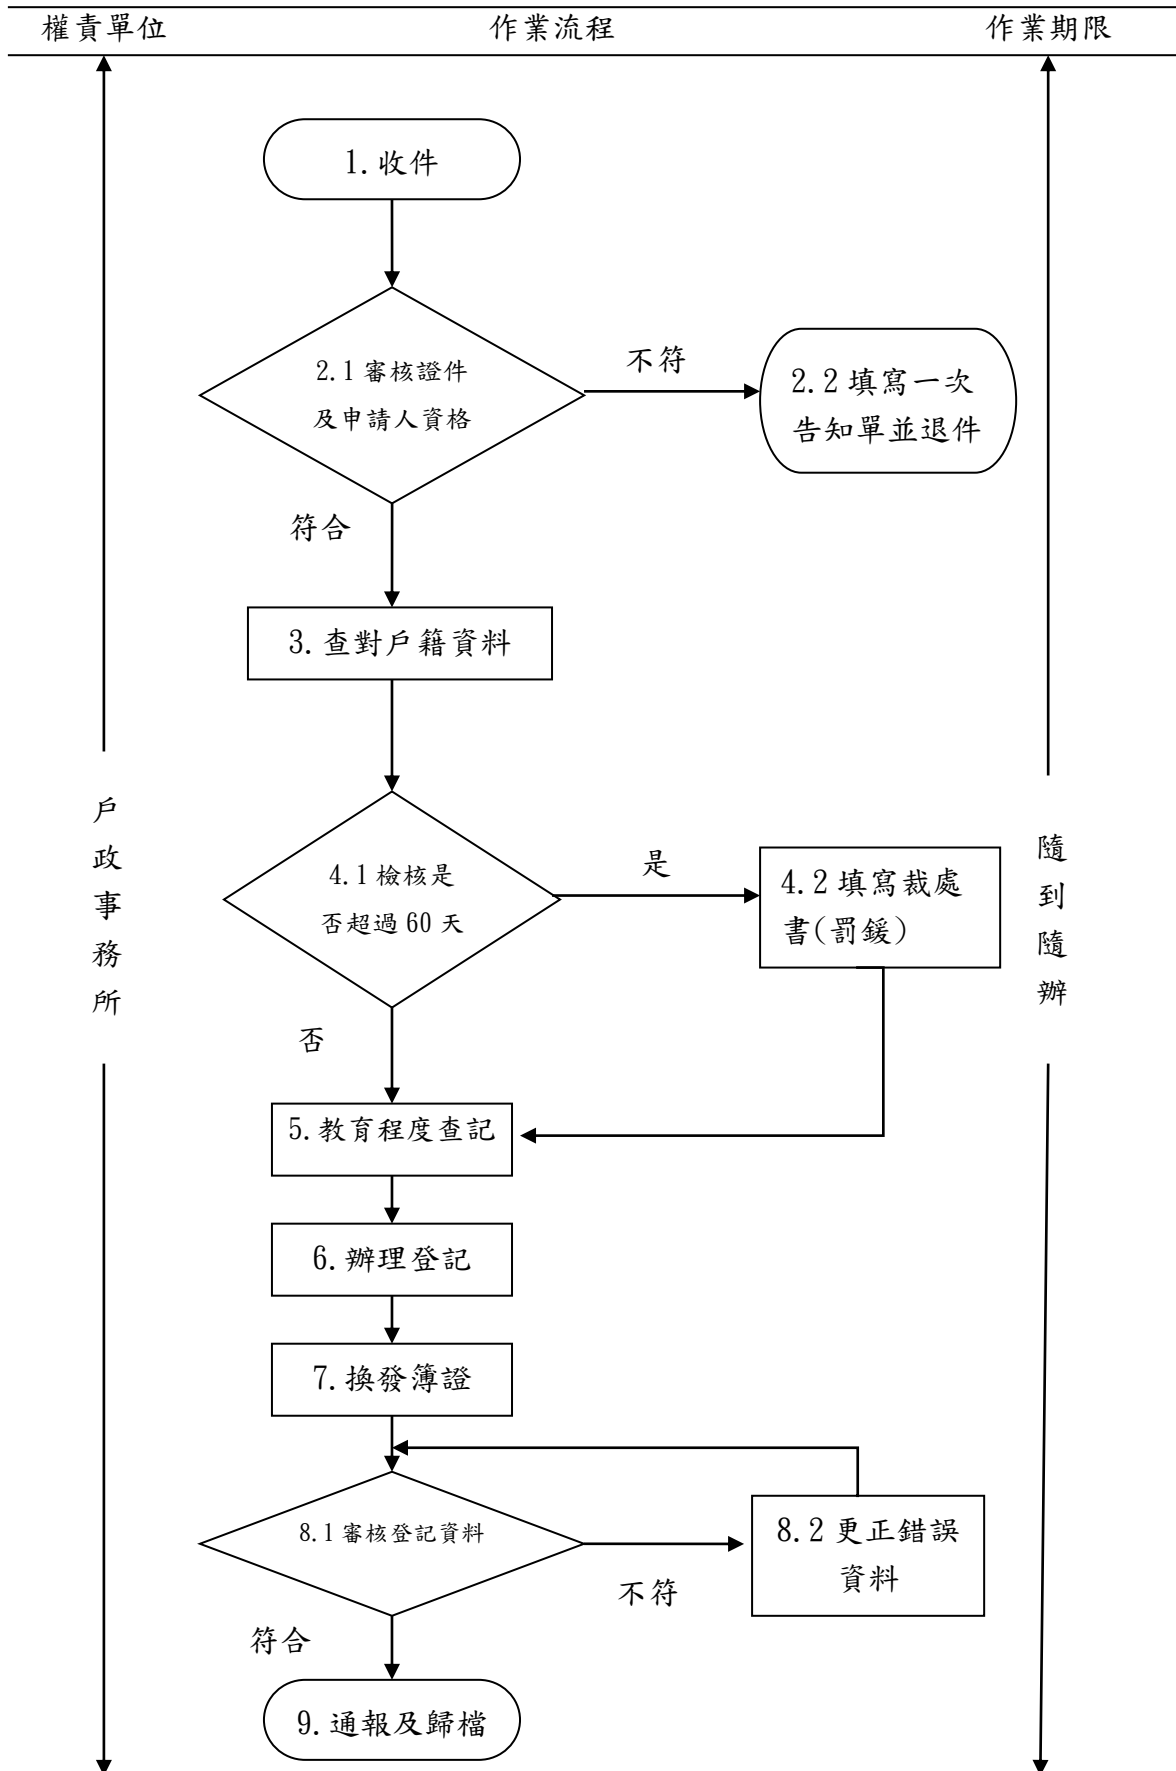 權責單位 作業流程 作業期限
1.收件
2.1 審核證件
及申請人資格
不符
2.2 填寫一次
告知單並退件
符合
3.查對戶籍資料
戶政事務所
4.1 檢核是
否超過 60 天
是
4.2 填寫裁處
書(罰鍰)
隨到隨辦
否
5.教育程度查記
6.辦理登記
7.換發簿證
8.1 審核登記資料
不符
8.2 更正錯誤
資料
符合
9.通報及歸檔